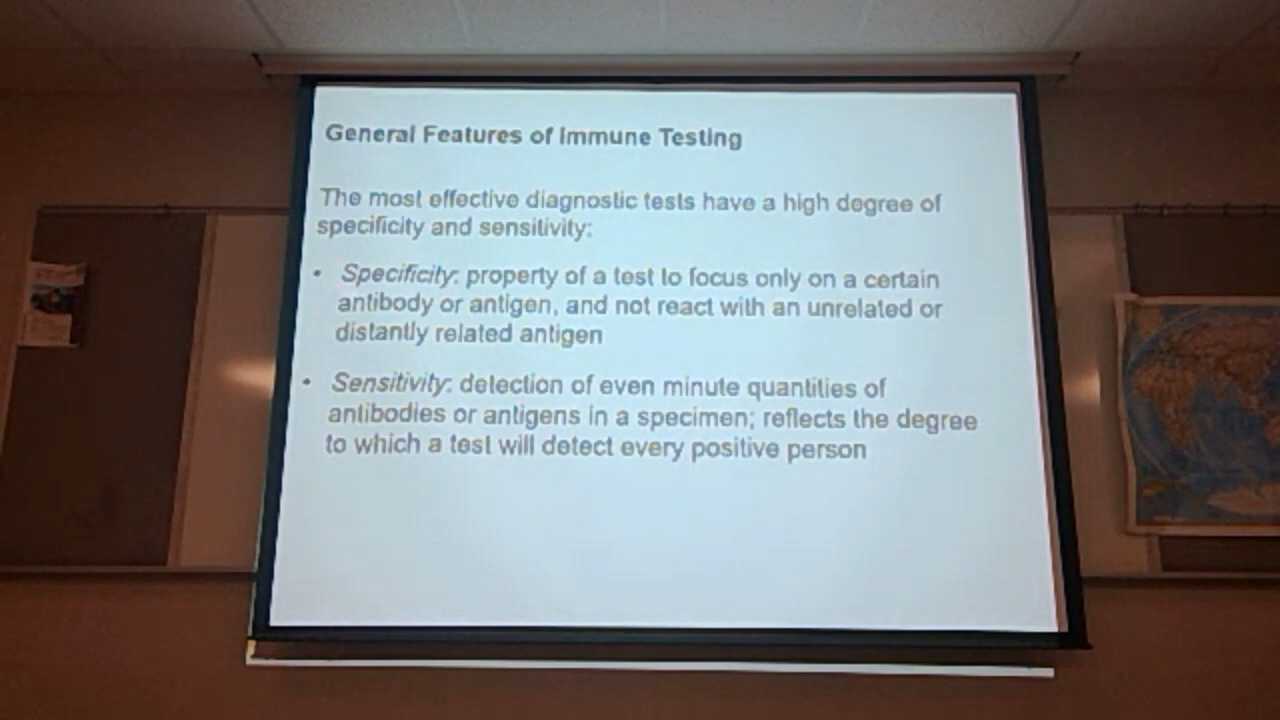 General Features of Immune Testing
The most effective diagnostic tests have a high degree of
specificity and sensitivity:
• Specificity: property of a test to focus only on a certain
antibody or antigen, and not react with an unrelated or
distantly related antigen
• Sensitivity: detection of even minute quantities of
antibodies or antigens in a specimen; reflects the degree
to which a test will detect every positive person